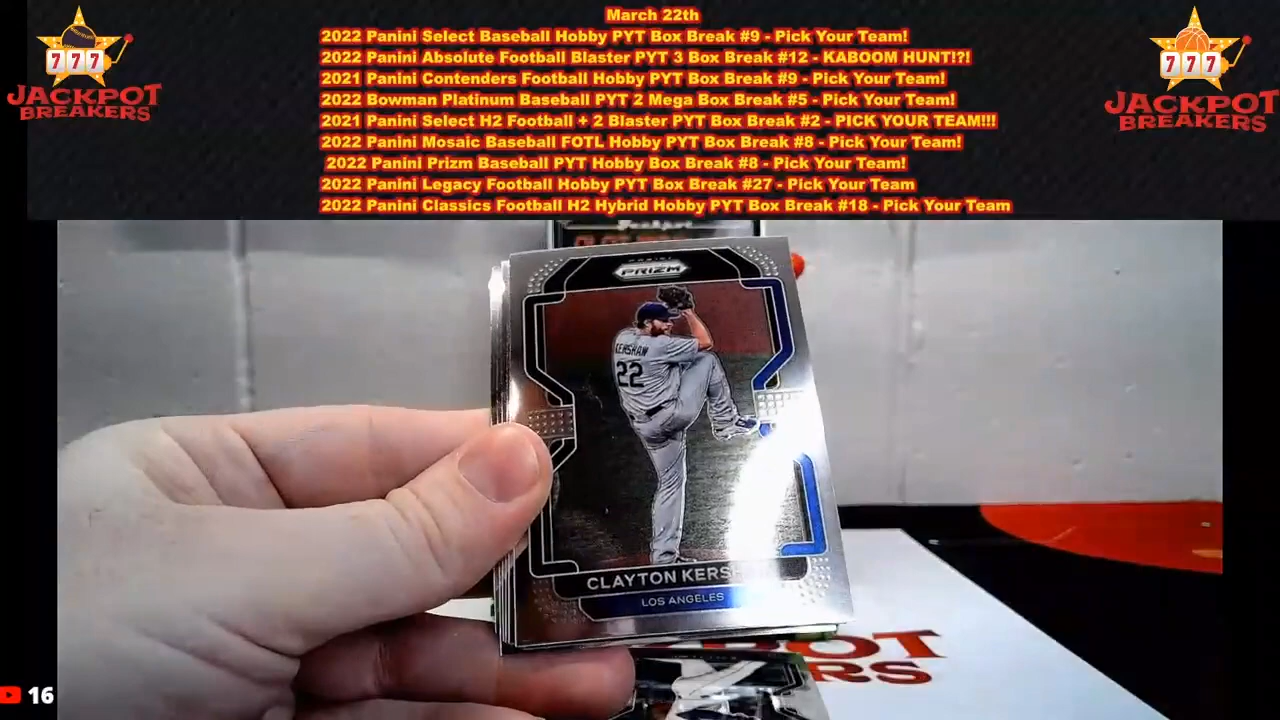 March 22th
2022 Panini Select Baseball Hobby PYT Box Break #9 - Pick Your Team!
2022 Panini Absolute Football Blaster PYT 3 Box Break #12 - KABOOM HUNT!?!
2021 Panini Contenders Football Hobby PYT Box Break #9 - Pick Your Team!
2022 Bowman Platinum Baseball PYT 2 Mega Box Break #5 - Pick Your Team!
2021 Panini Select H2 Football + 2 Blaster PYT Box Break #2 - PICK YOUR TEAM!!!
2022 Panini Mosaic Baseball FOTL Hobby PYT Box Break #8 - Pick Your Team!
2022 Panini Prizm Baseball PYT Hobby Box Break #8 - Pick Your Team!
2022 Panini Legacy Football Hobby PYT Box Break #27 - Pick Your Team
2022 Panini Classics Football H2 Hybrid Hobby PYT Box Break #18 - Pick Your Team
777
JACKPOT
BREAKERS
777
JACKPOT
BREAKERS
PANINI
PRIZM
KERSHAW
22
CLAYTON KERSH
LOS ANGELES
16